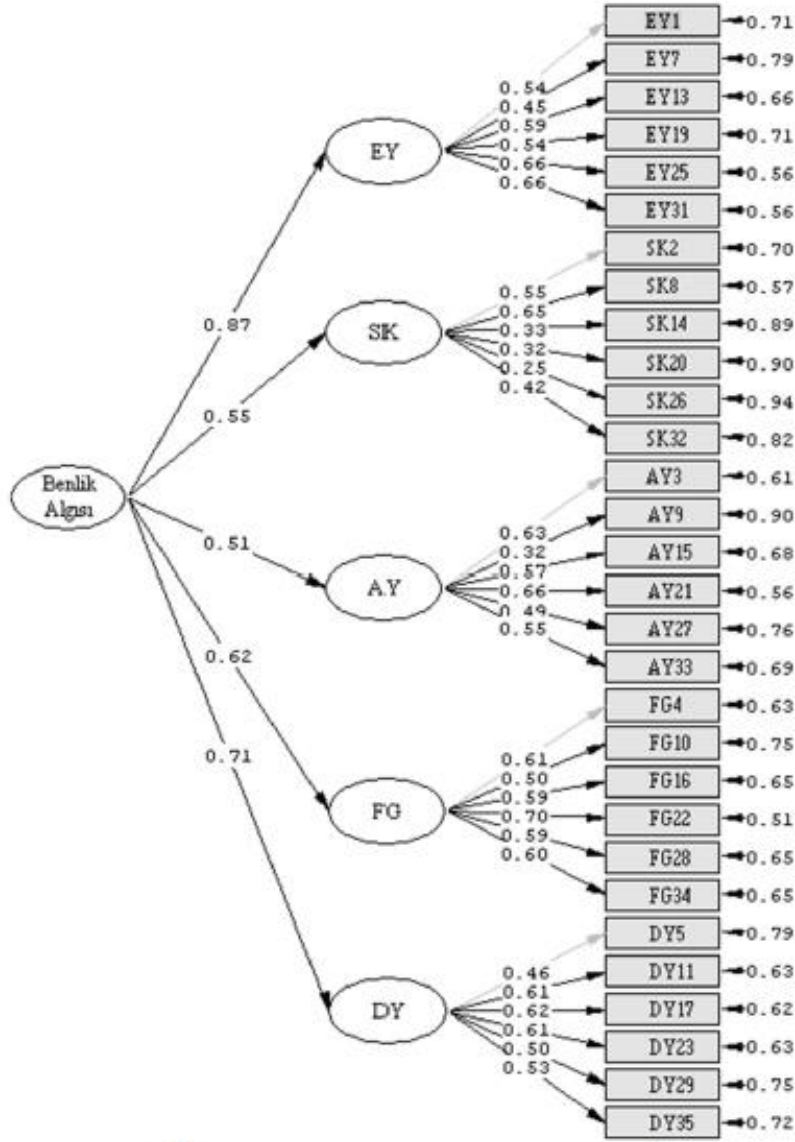 EY1 0.71
EY7 0.79
EY13 0.66
EY19 0.71
EY25 0.56
EY31 0.56
0.54
0.45
0.59
0.54
0.66
0.66
EY
SK2 0.70
SK8 0.57
SK14 0.89
SK20 0.90
SK26 0.94
SK32 0.82
0.55
0.65
0.33
0.32
0.25
0.42
SK
0.87
0.55
Benlik
Algısı
0.51
0.62
0.71
AY3 0.61
AY9 0.90
AY15 0.68
AY21 0.56
AY27 0.76
AY33 0.69
0.63
0.32
0.57
0.66
0.49
0.55
AY
FG4 0.63
FG10 0.75
FG16 0.65
FG22 0.51
FG28 0.65
FG34 0.65
0.61
0.50
0.59
0.70
0.59
0.60
FG
DY5 0.79
DY11 0.63
DY17 0.62
DY23 0.63
DY29 0.75
DY35 0.72
0.46
0.61
0.62
0.61
0.50
0.53
DY